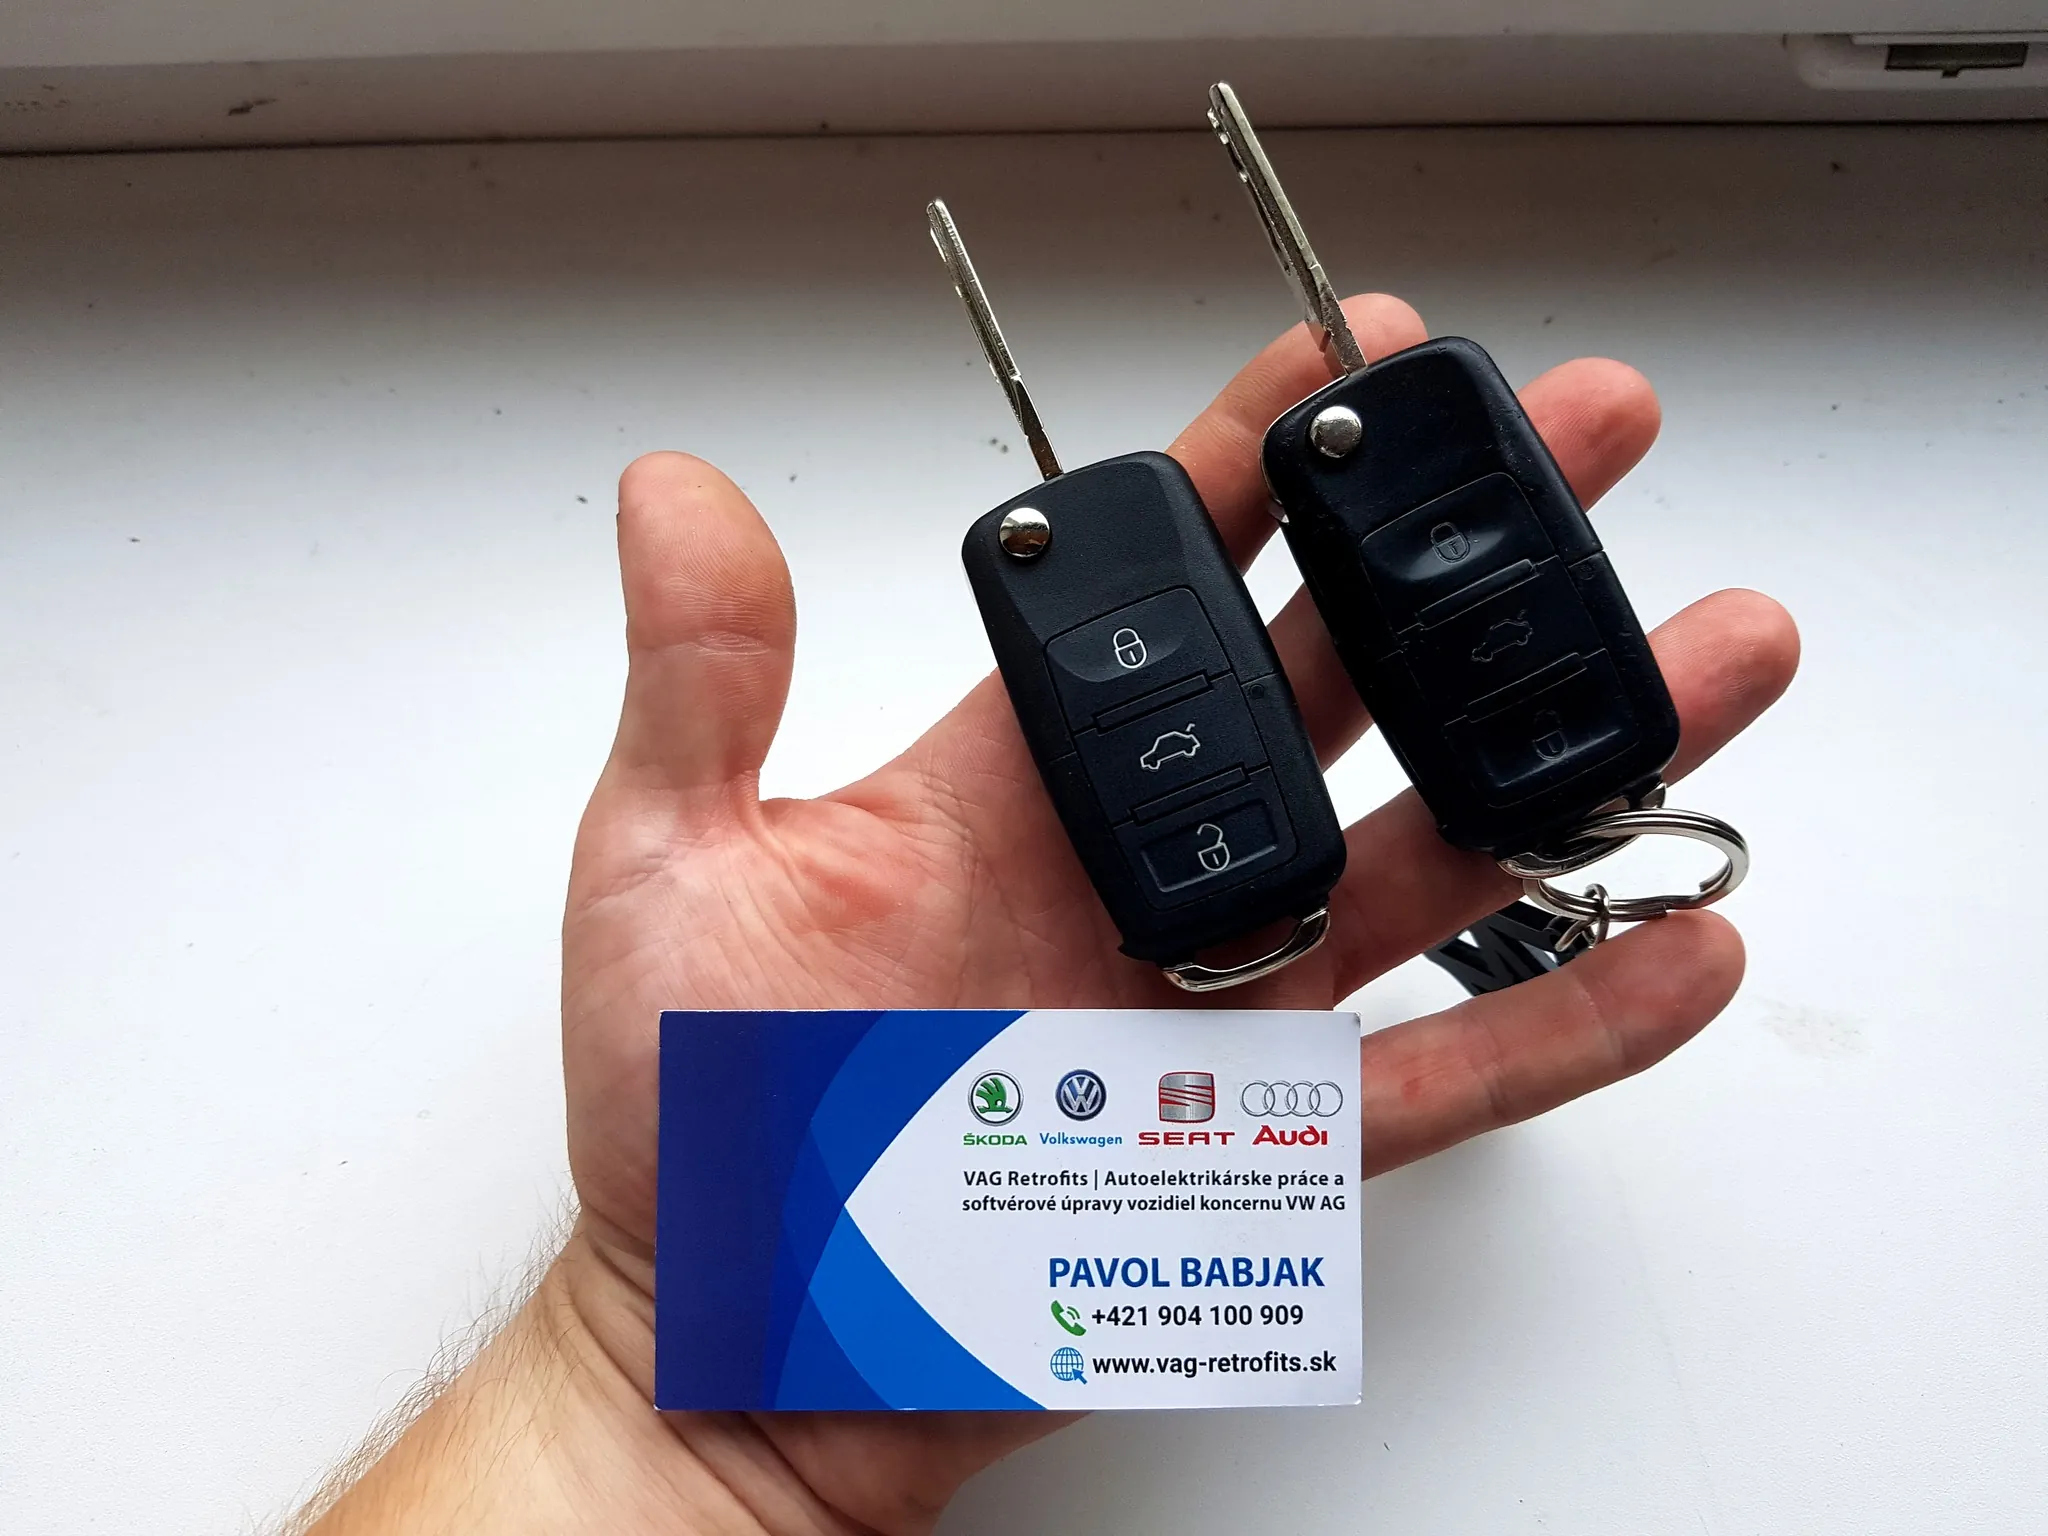 ŠKODA Volkswagen SEAT Audi
VAG Retrofits | Autoelektrikárske práce a
softvérové úpravy vozidiel koncernu VW AG
PAVOL BABJAK
+421 904 100 909
www.vag-retrofits.sk